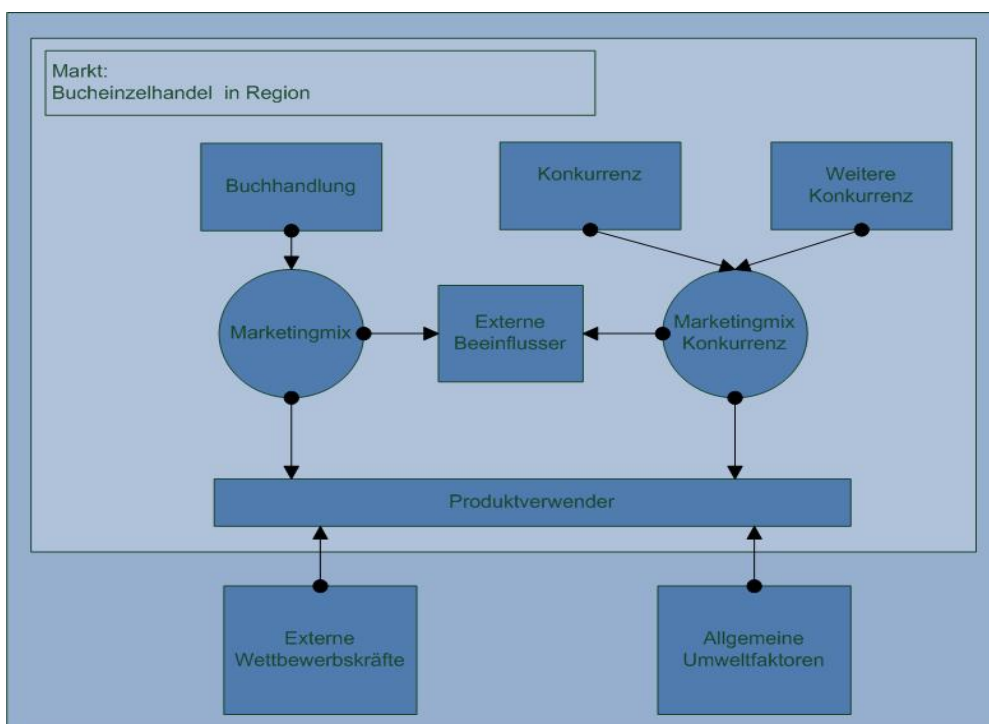 Markt:
Bucheinzelhandel in Region
Buchhandlung
Konkurrenz
Weitere
Konkurrenz
Marketingmix
Externe
Beeinflusser
Marketingmix
Konkurrenz
Produktverwender
Externe
Wettbewerbskräfte
Allgemeine
Umweltfaktoren